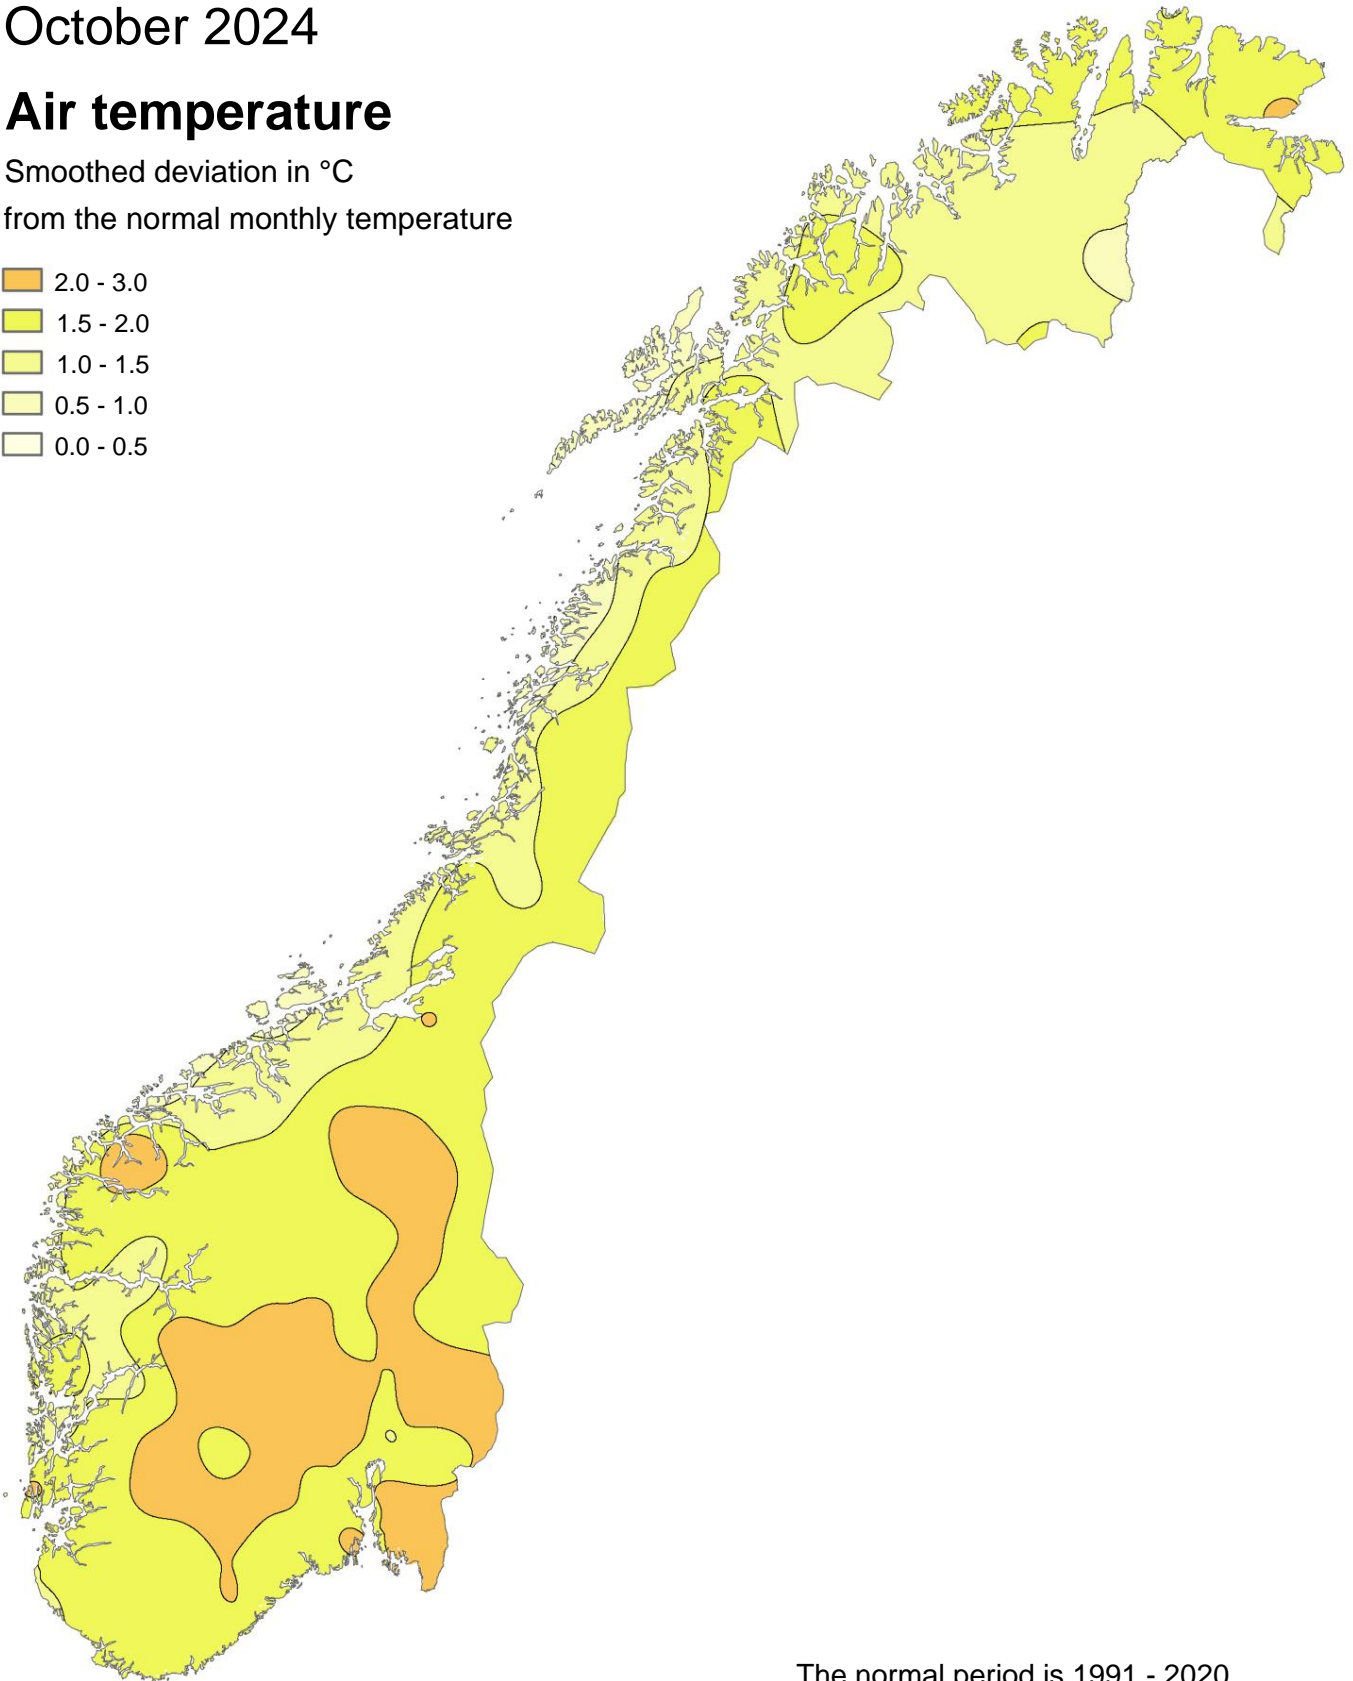 October 2024
Air temperature
Smoothed deviation in °C
from the normal monthly temperature
2.0 - 3.0
1.5 - 2.0
1.0 - 1.5
0.5 - 1.0
0.0 - 0.5
The normal period is 1991 - 2020